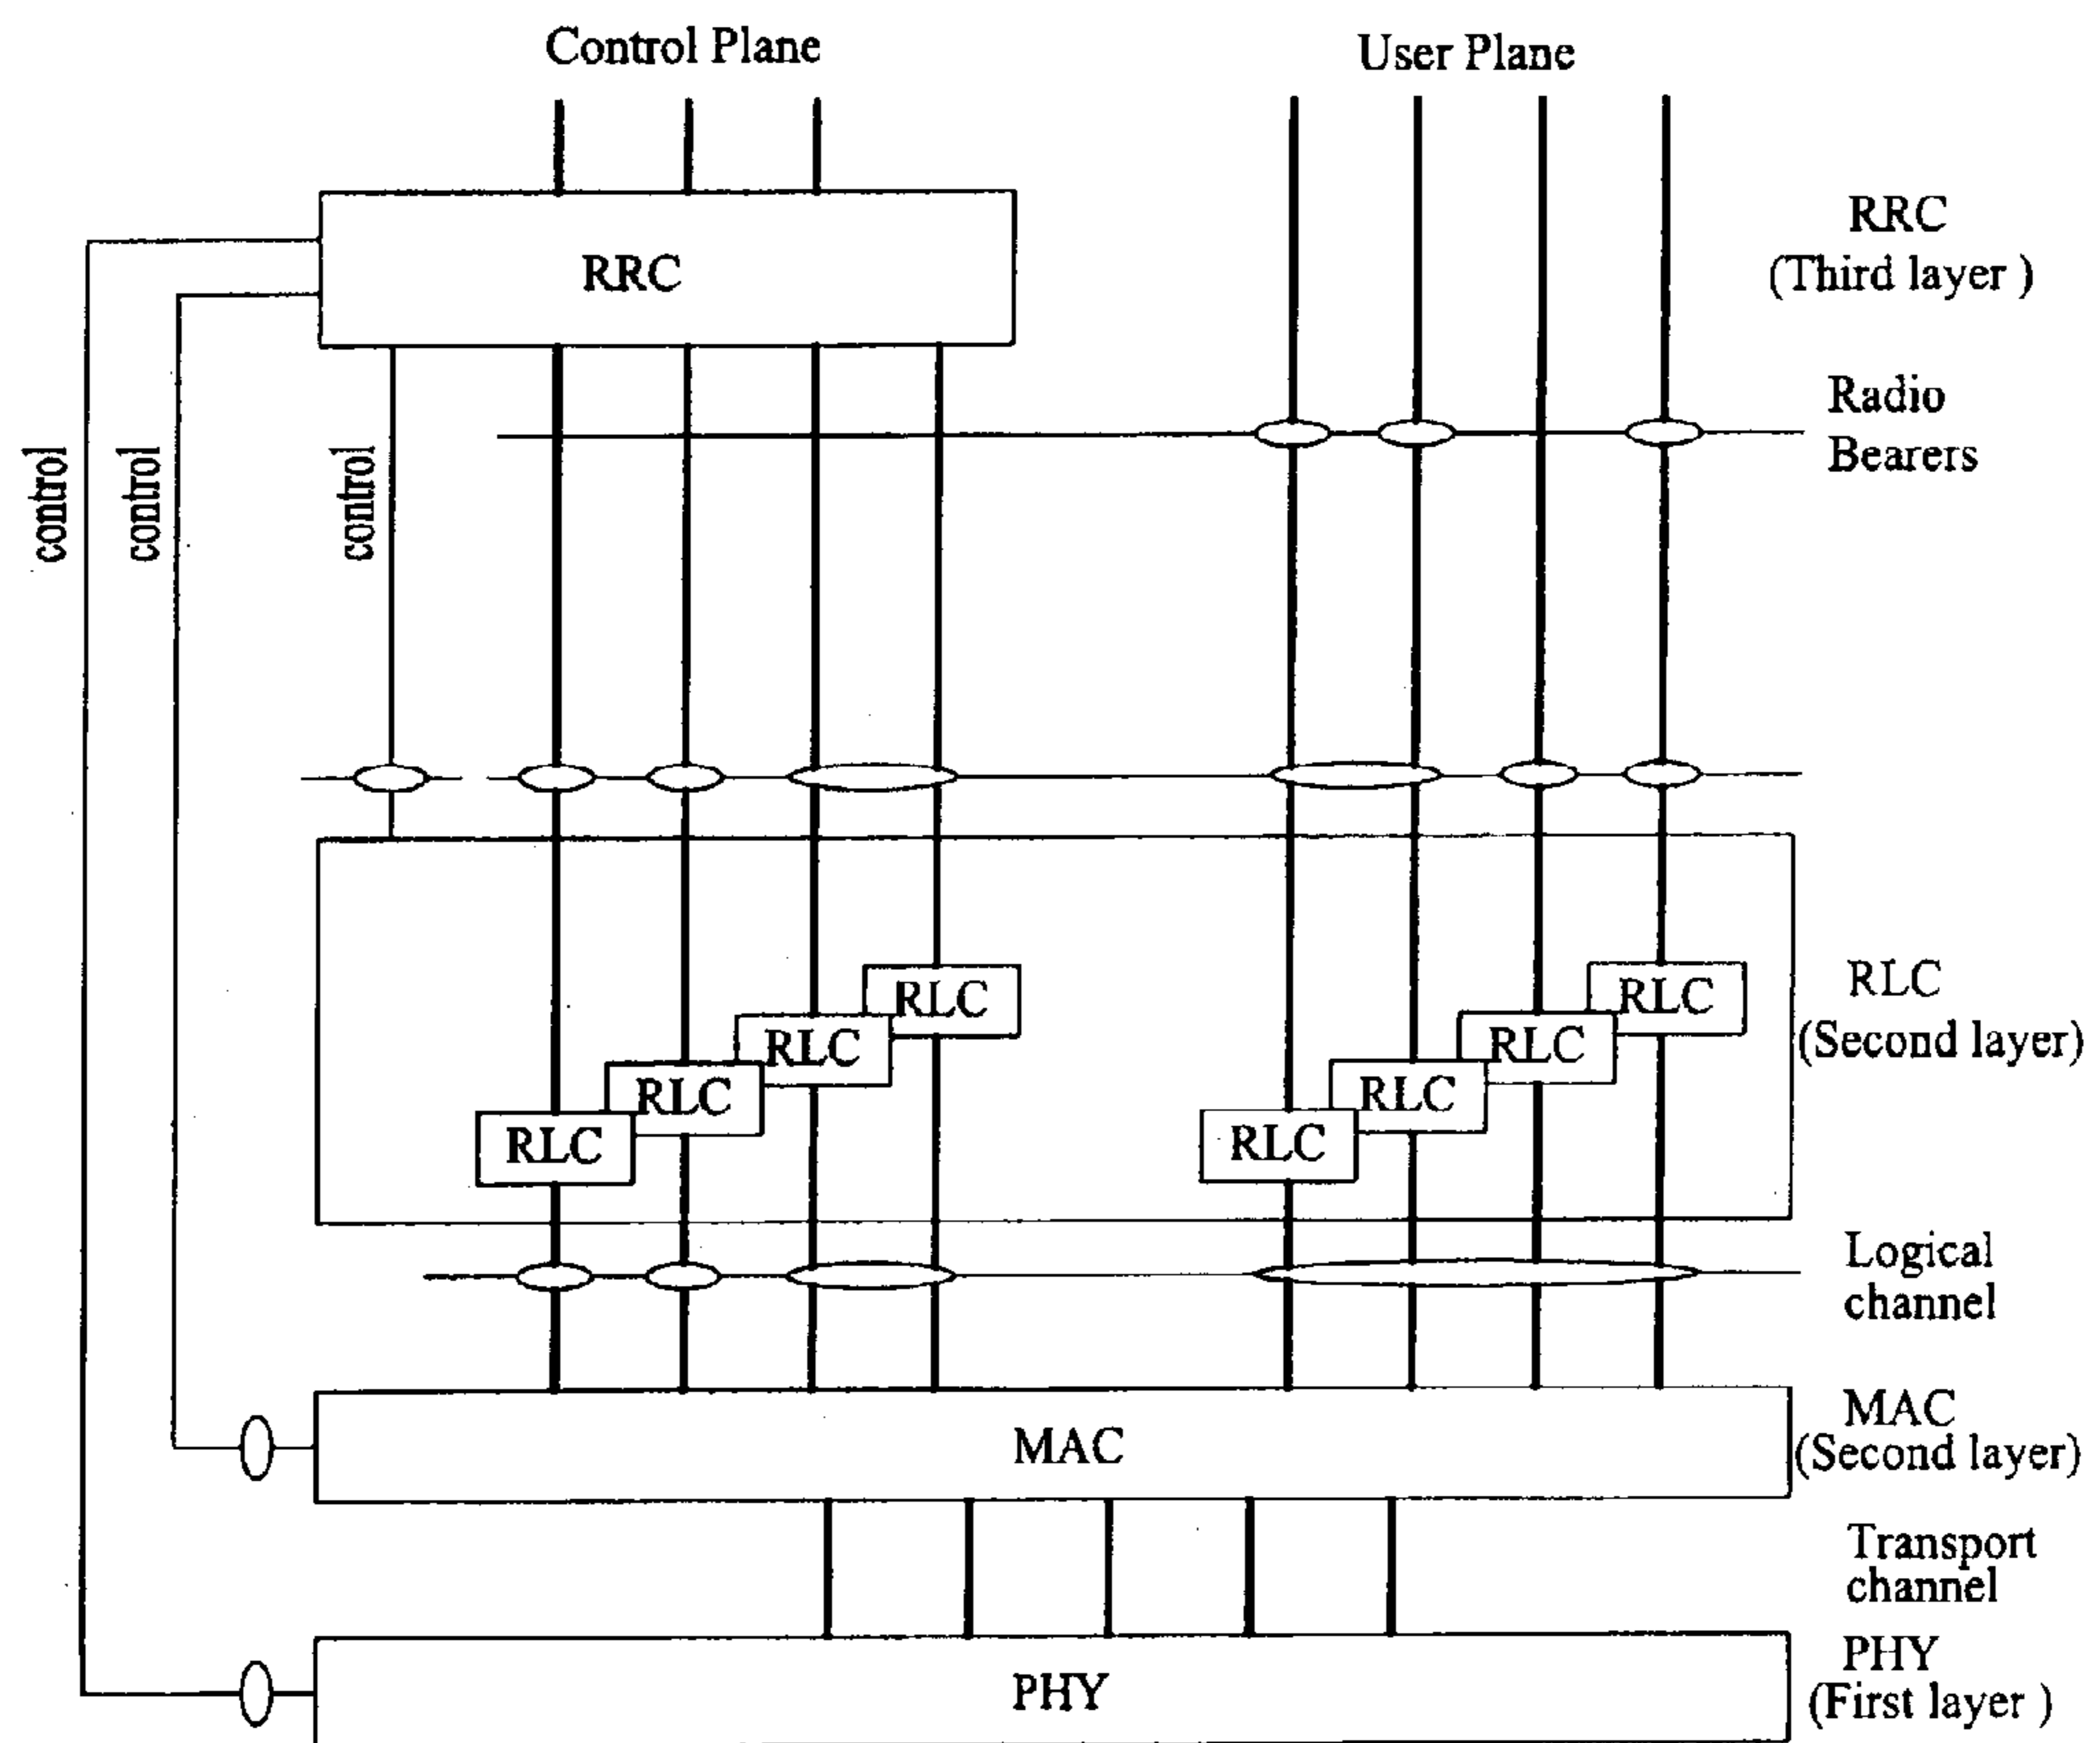 Control Plane
User Plane
RRC
RRC
(Third layer )
Radio
Bearers
control
control
control
RLC
RLC
RLC
RLC
RLC
RLC
RLC
RLC
RLC
(Second layer)
Logical
channel
MAC
MAC
(Second layer)
Transport
channel
PHY
PHY
(First layer )